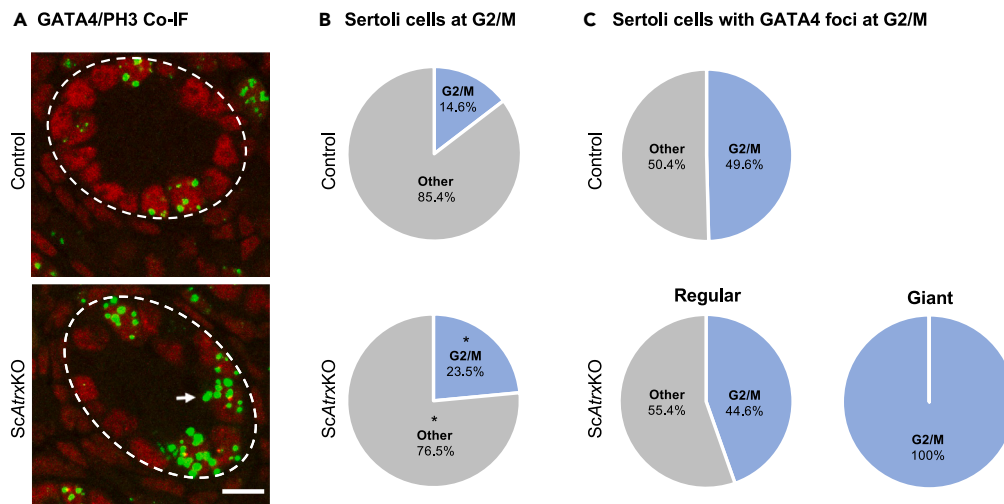 A GATA4/PH3 Co-IF
B Sertoli cells at G2/M
C Sertoli cells with GATA4 foci at G2/M
Control
Control
Control
G2/M
14.6%
Other
85.4%
Other
50.4%
G2/M
49.6%
Regular
Giant
ScAtrxKO
ScAtrxKO
ScAtrxKO
*
G2/M
23.5%
*
Other
76.5%
Other
55.4%
G2/M
44.6%
G2/M
100%